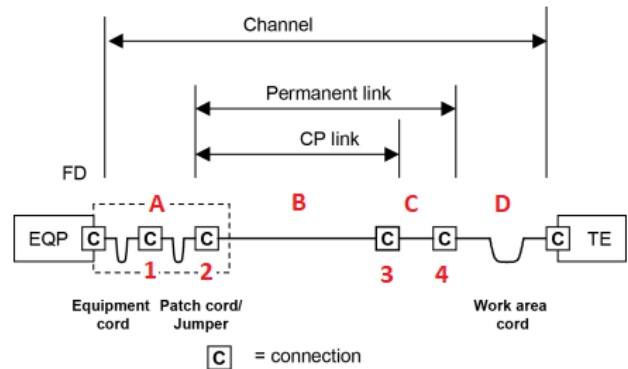 Channel
Permanent link
CP link
FD
A
B
C
D
EQP
C
C
C
C
C
C
TE
1
2
3
4
Equipment
cord
Patch cord/
Jumper
Work area
cord
C = connection